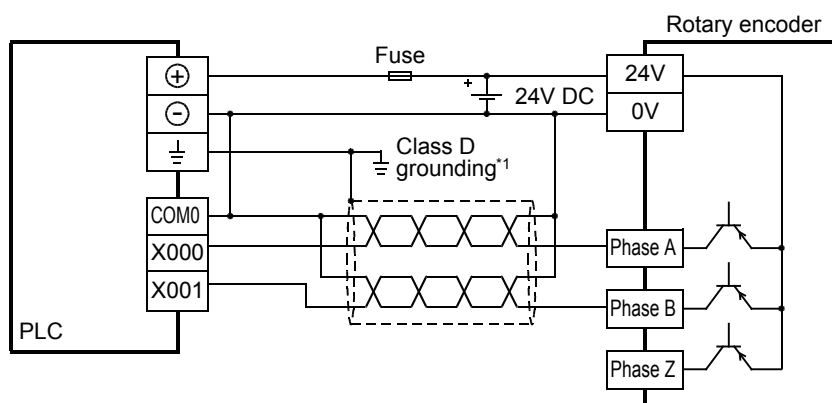 Rotary encoder
Fuse
+
24V
-
+
24V DC
0V
Class D
grounding*1
COM0
X000
Phase A
X001
Phase B
PLC
Phase Z